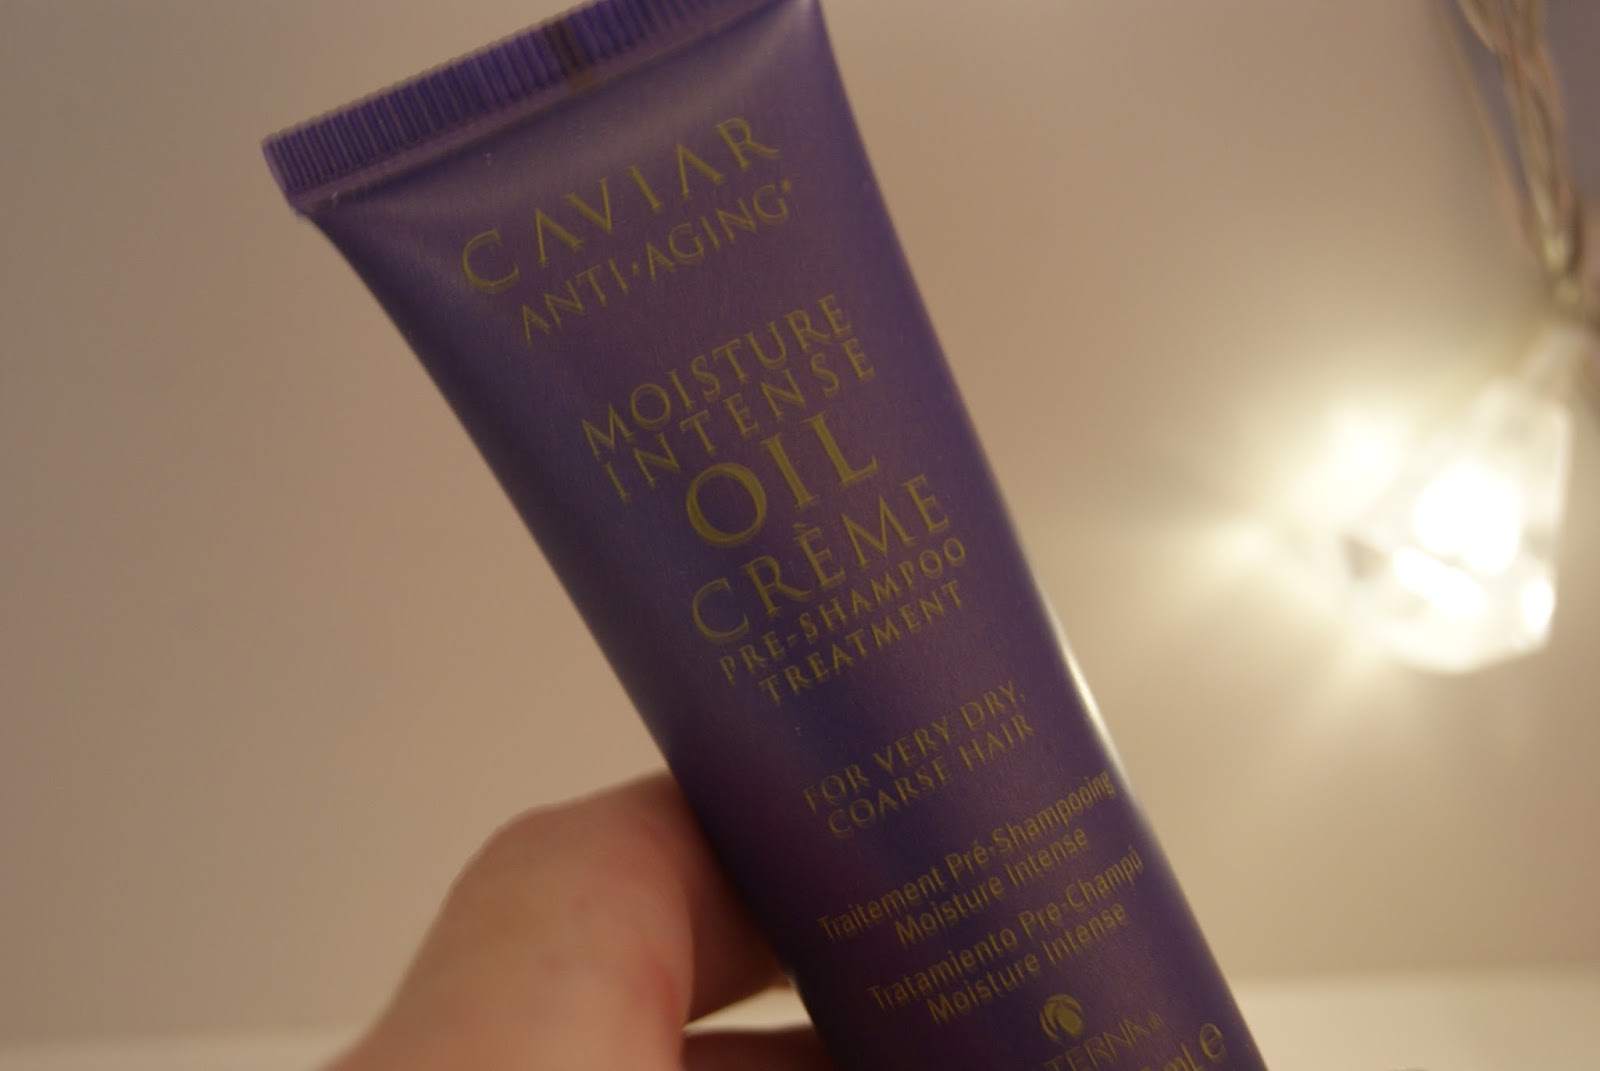 CAVIAR
ANTI·AGING®
MOISTURE
INTENSE
OIL
CRÈME
PRE-SHAMPOO
TREATMENT
FOR VERY DRY,
COARSE HAIR
Traitement Pré-Shampooing
Moisture Intense
Tratamiento Pre-Champú
Moisture Intense
mL e